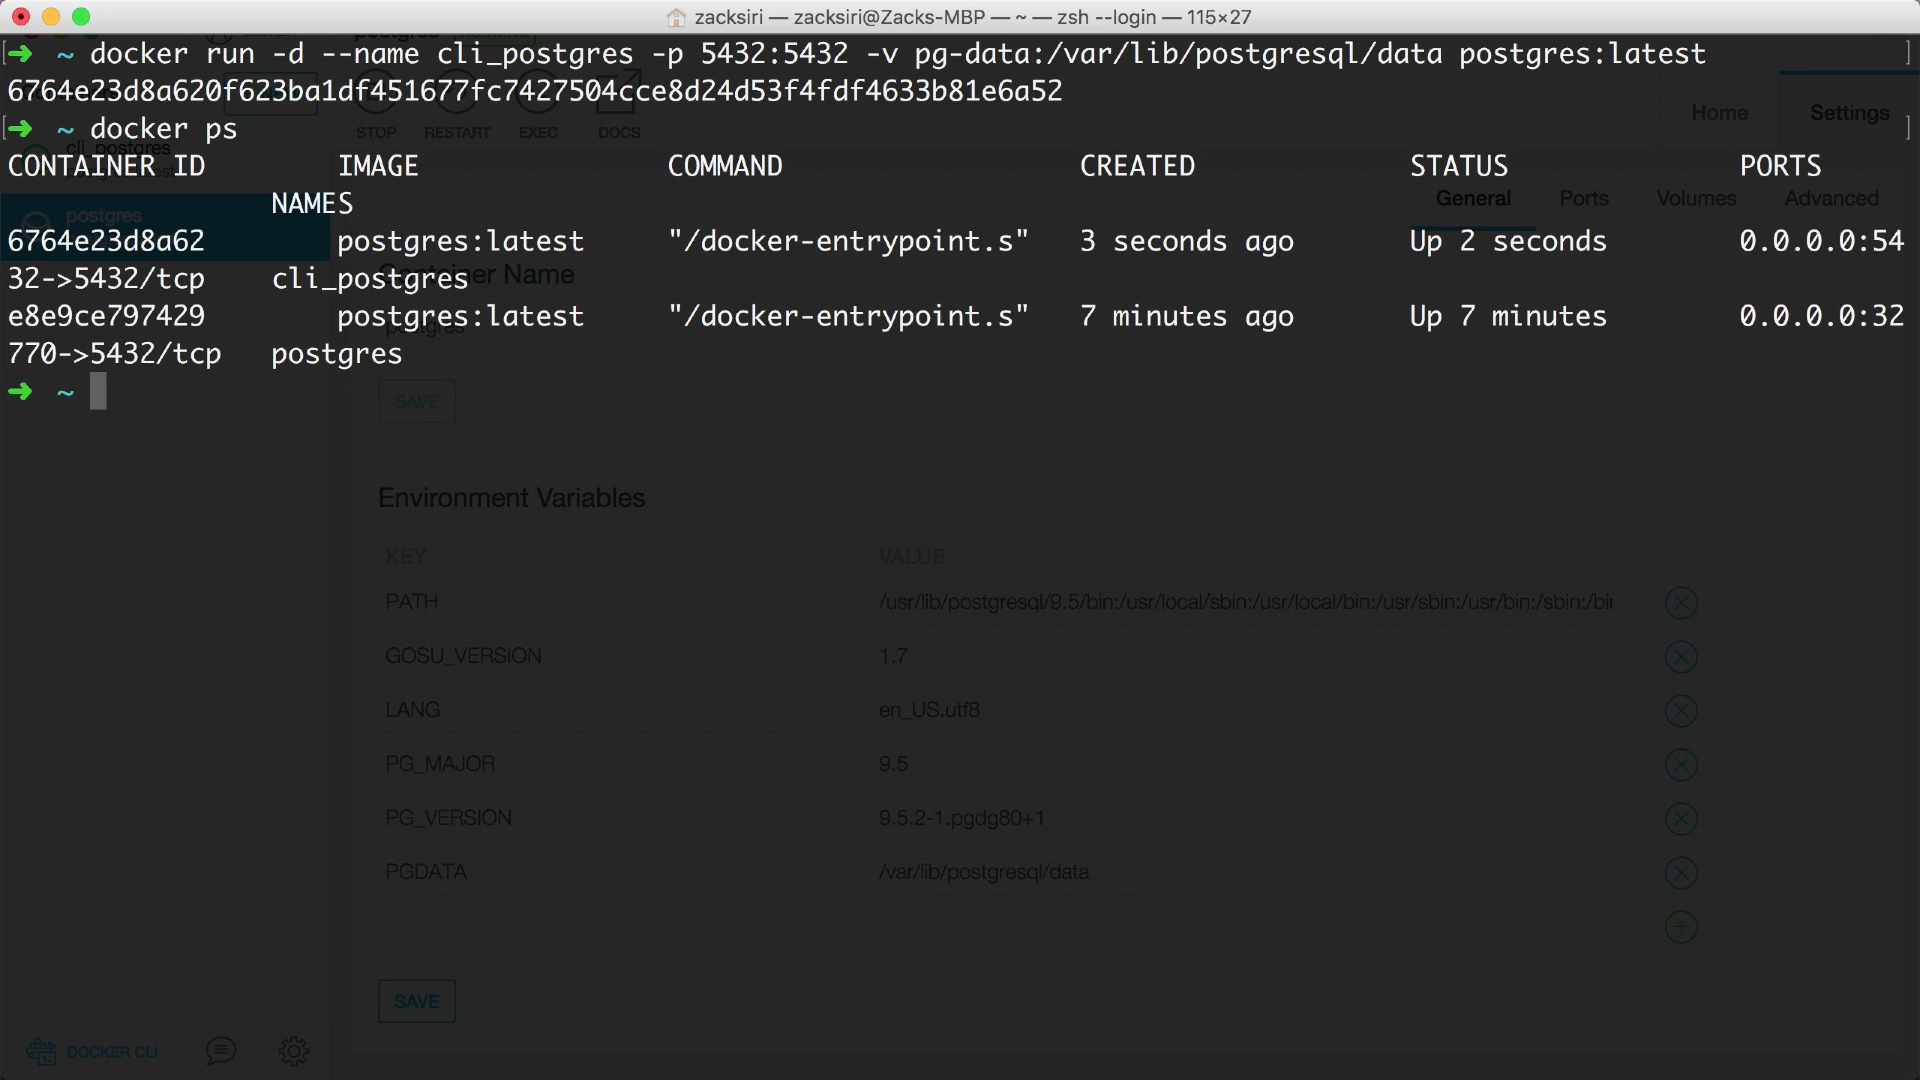 zacksiri — zacksiri@Zacks-MBP — ~ — zsh --login — 115×27
[➜ ~ docker run -d --name cli_postgres -p 5432:5432 -v pg-data:/var/lib/postgresql/data postgres:latest ]
6764e23d8a620f623ba1df451677fc7427504cce8d24d53f4fdf4633b81e6a52
[➜ ~ docker ps ]
CONTAINER ID IMAGE COMMAND CREATED STATUS PORTS
NAMES
6764e23d8a62 postgres:latest "/docker-entrypoint.s" 3 seconds ago Up 2 seconds 0.0.0.0:54
32->5432/tcp cli_postgres
e8e9ce797429 postgres:latest "/docker-entrypoint.s" 7 minutes ago Up 7 minutes 0.0.0.0:32
770->5432/tcp postgres
➜ ~
STOP RESTART EXEC DOCS
Home Settings
cli_postgres
postgres
General Ports Volumes Advanced
Container Name
postgres
SAVE
Environment Variables
KEY VALUE
PATH /usr/lib/postgresql/9.5/bin:/usr/local/sbin:/usr/local/bin:/usr/sbin:/usr/bin:/sbin:/bin
GOSU_VERSION 1.7
LANG en_US.utf8
PG_MAJOR 9.5
PG_VERSION 9.5.2-1.pgdg80+1
PGDATA /var/lib/postgresql/data
SAVE
DOCKER CLI